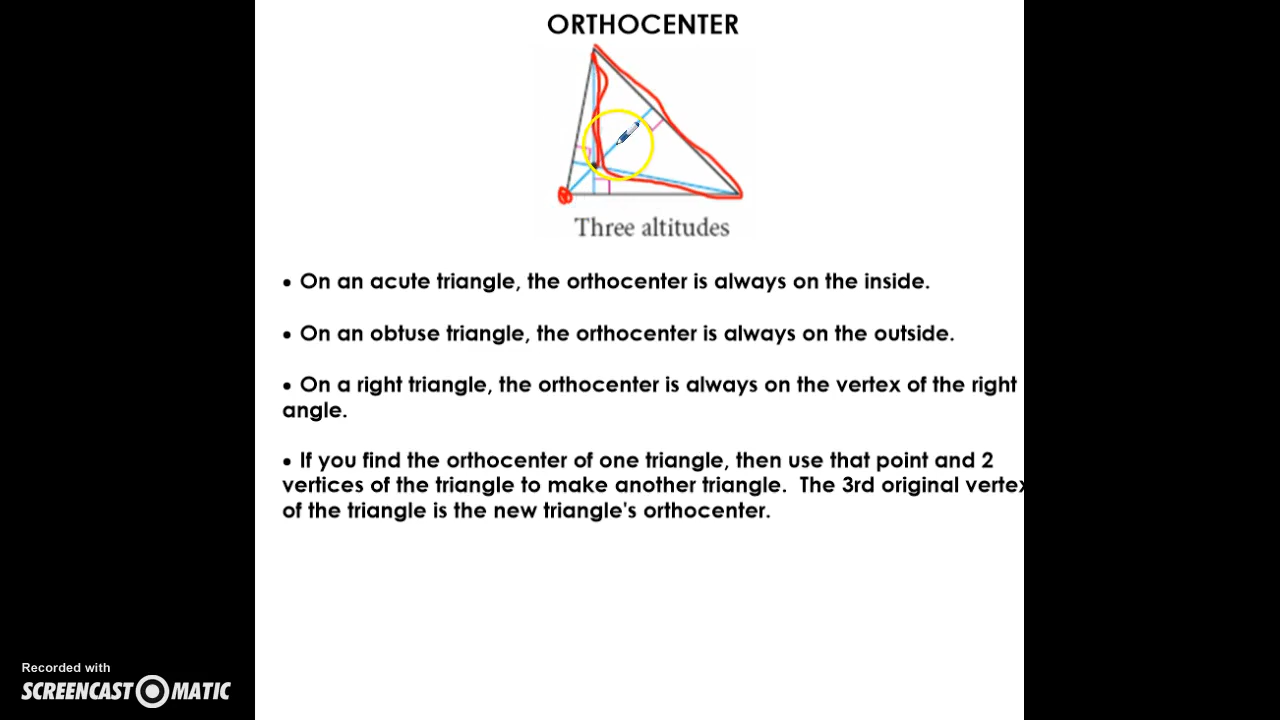 ORTHOCENTER
Three altitudes
• On an acute triangle, the orthocenter is always on the inside.
• On an obtuse triangle, the orthocenter is always on the outside.
• On a right triangle, the orthocenter is always on the vertex of the right
angle.
• If you find the orthocenter of one triangle, then use that point and 2
vertices of the triangle to make another triangle.  The 3rd original vertex
of the triangle is the new triangle's orthocenter.
Recorded with
SCREENCAST MATIC